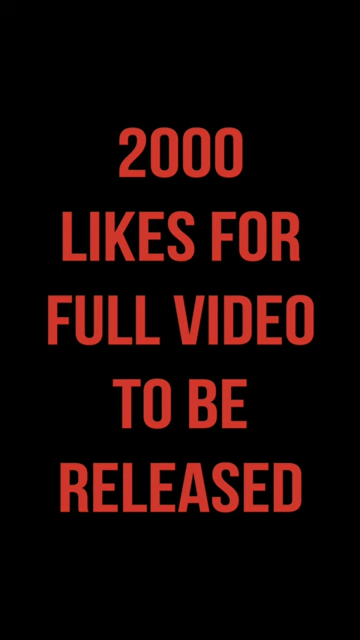 2000
LIKES FOR
FULL VIDEO
TO BE
RELEASED